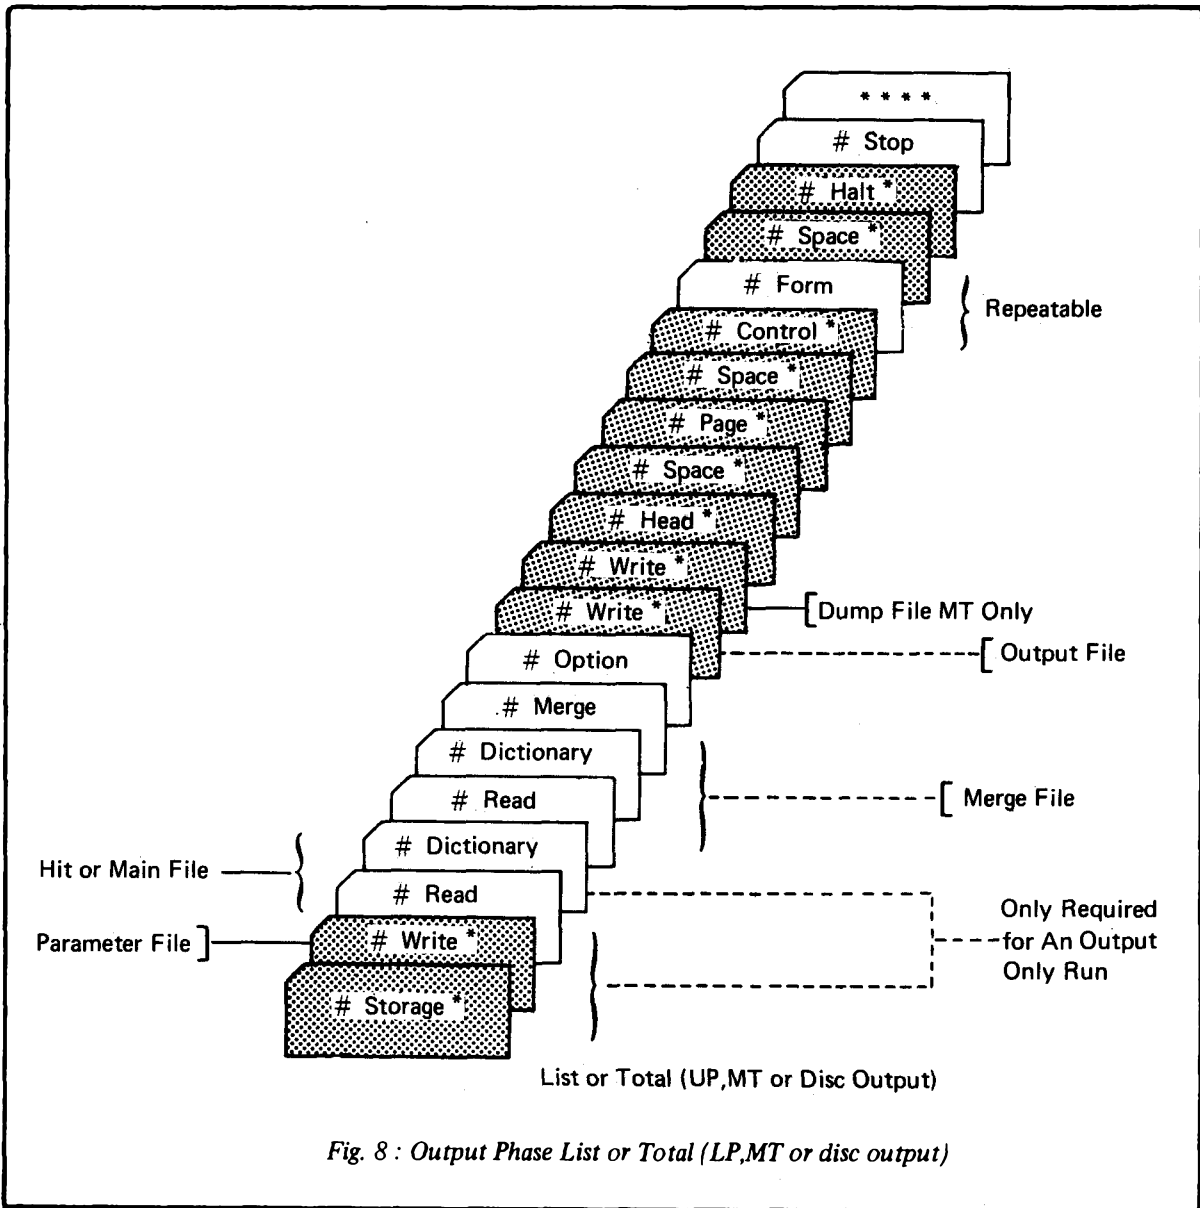 * * * *
# Stop
# Halt *
# Space *
# Form
Repeatable
# Control *
# Space *
# Page *
# Space *
# Head *
# Write *
# Write *
[Dump File MT Only
# Option
[ Output File
# Merge
# Dictionary
# Read
[ Merge File
# Dictionary
Hit or Main File
# Read
Only Required
for An Output
Only Run
# Write *
Parameter File ]
# Storage *
List or Total (UP,MT or Disc Output)
Fig. 8 : Output Phase List or Total (LP,MT or disc output)